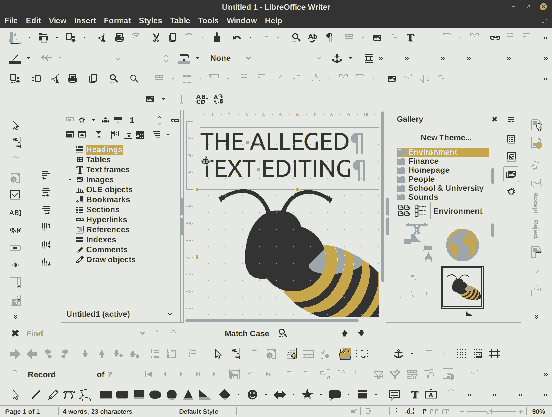 Untitled 1 - LibreOffice Writer
File Edit View Insert Format Styles Table Tools Window Help
None
1
Headings
Tables
Text frames
Images
OLE objects
Bookmarks
Sections
Hyperlinks
References
Indexes
Comments
Draw objects
Untitled1 (active)
THE ALLEGED¶
TEXT EDITING¶
Gallery
New Theme...
Environment
Finance
Homepage
People
School & University
Sounds
Environment
Accept
Reject
Find
Match Case
Record
of ?
Page 1 of 1
4 words, 23 characters
Default Style
90%